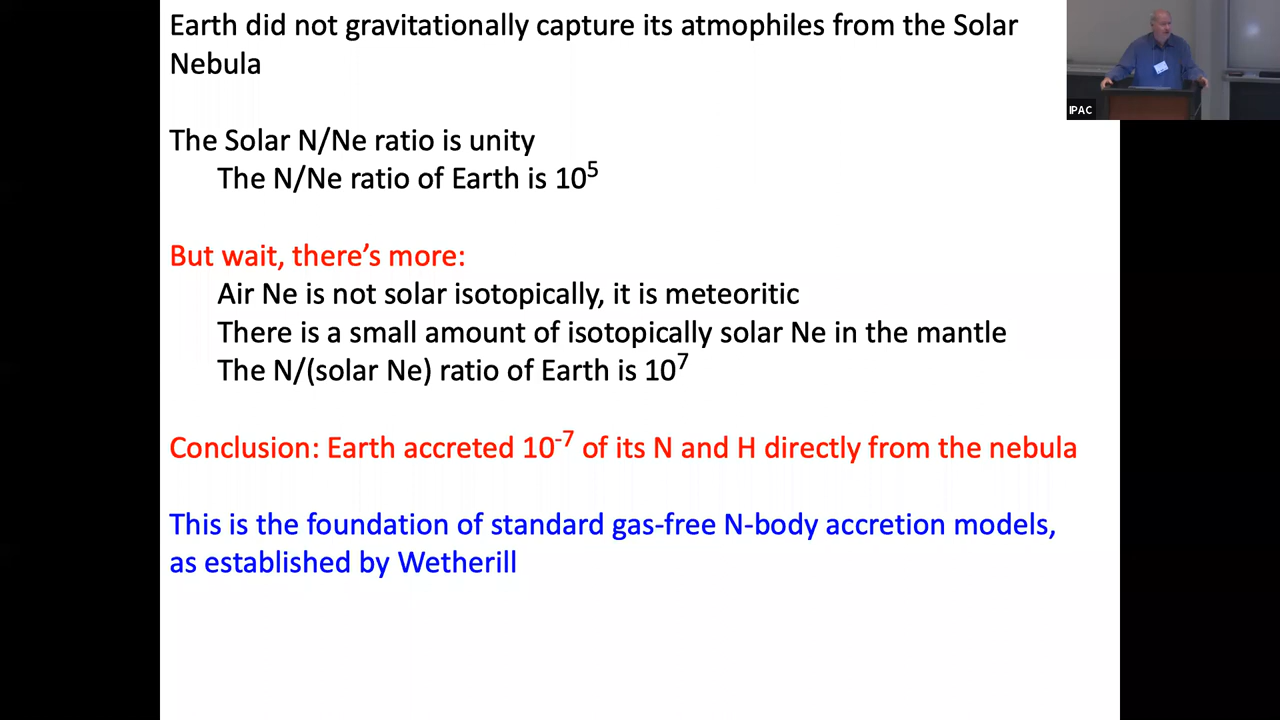 Earth did not gravitationally capture its atmophiles from the Solar
Nebula
IPAC
The Solar N/Ne ratio is unity
The N/Ne ratio of Earth is 10⁵
But wait, there's more:
Air Ne is not solar isotopically, it is meteoritic
There is a small amount of isotopically solar Ne in the mantle
The N/(solar Ne) ratio of Earth is 10⁷
Conclusion: Earth accreted 10⁻⁷ of its N and H directly from the nebula
This is the foundation of standard gas-free N-body accretion models,
as established by Wetherill